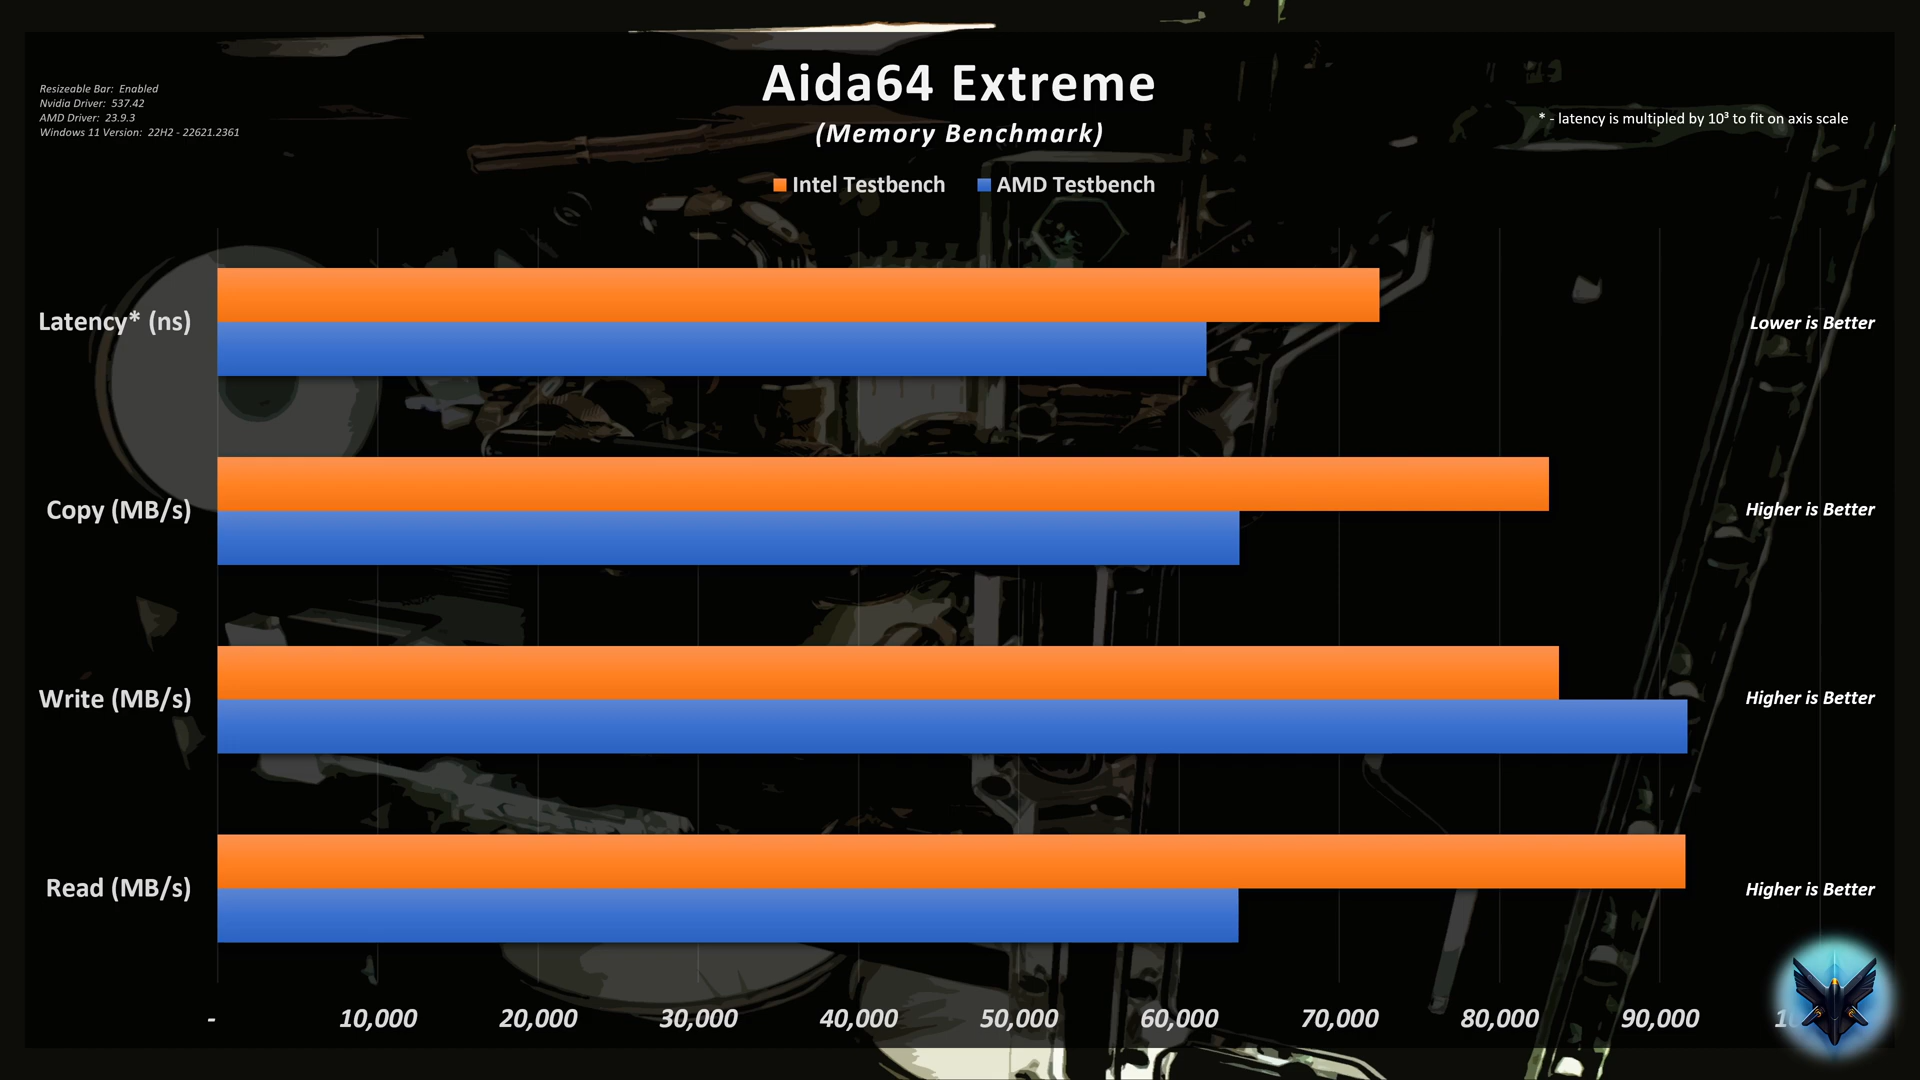 Aida64 Extreme
(Memory Benchmark)
Resizeable Bar: Enabled
Nvidia Driver: 537.42
AMD Driver: 23.9.3
Windows 11 Version: 22H2 - 22621.2361
* - latency is multipled by 10³ to fit on axis scale
Intel Testbench AMD Testbench
Latency* (ns)
Lower is Better
Copy (MB/s)
Higher is Better
Write (MB/s)
Higher is Better
Read (MB/s)
Higher is Better
- 10,000 20,000 30,000 40,000 50,000 60,000 70,000 80,000 90,000